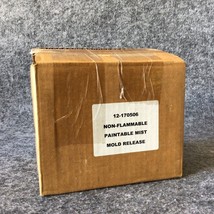 12-170506
NON-FLAMMABLE
PAINTABLE MIST
MOLD RELEASE